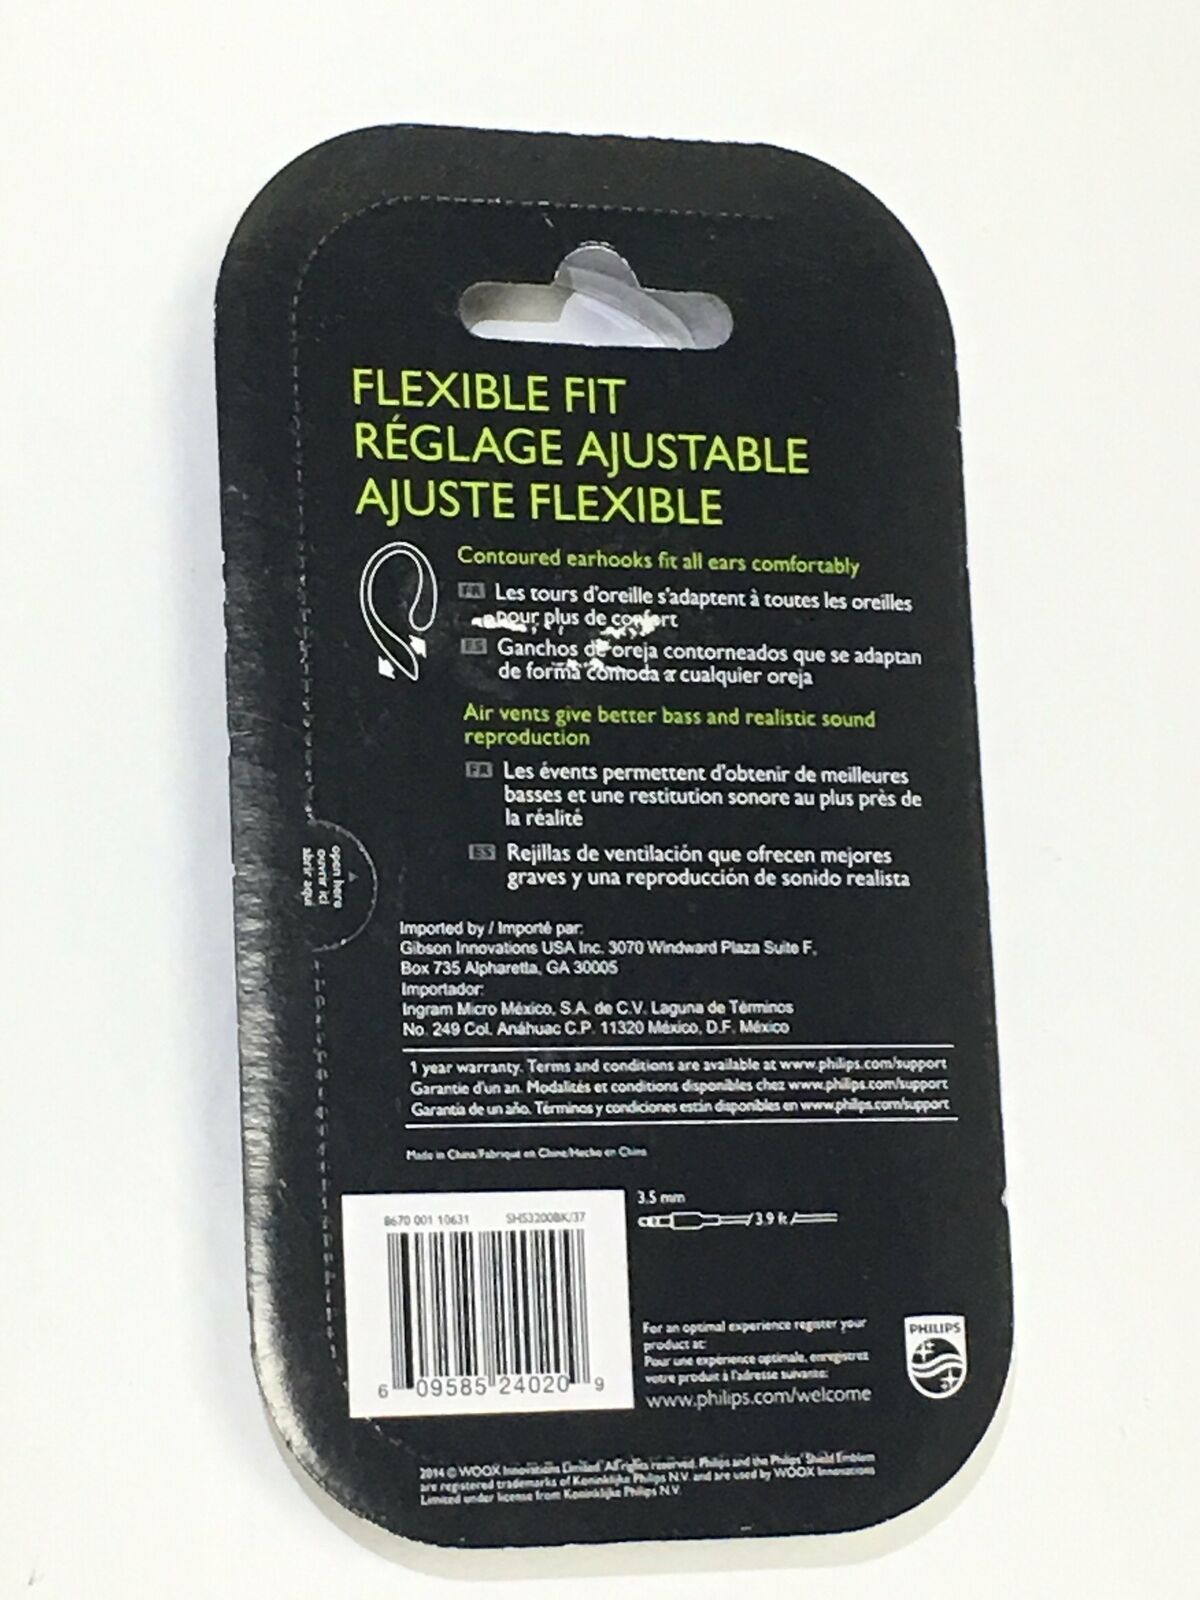 FLEXIBLE FIT
RÉGLAGE AJUSTABLE
AJUSTE FLEXIBLE
Contoured earhooks fit all ears comfortably
FR Les tours d'oreille s'adaptent à toutes les oreilles
pour plus de confort
ES Ganchos de oreja contorneados que se adaptan
de forma cómoda a cualquier oreja
Air vents give better bass and realistic sound
reproduction
FR Les évents permettent d'obtenir de meilleures
basses et une restitution sonore au plus près de
la réalité
ES Rejillas de ventilación que ofrecen mejores
graves y una reproducción de sonido realista
open here
ouvrir ici
abrir aquí
Imported by / Importé par:
Gibson Innovations USA Inc. 3070 Windward Plaza Suite F,
Box 735 Alpharetta, GA 30005
Importador:
Ingram Micro México, S.A. de C.V. Laguna de Términos
No. 249 Col. Anáhuac C.P. 11320 México, D.F. México
1 year warranty. Terms and conditions are available at www.philips.com/support
Garantie d'un an. Modalités et conditions disponibles chez www.philips.com/support
Garantía de un año. Términos y condiciones están disponibles en www.philips.com/support
Made in China/Fabriqué en Chine/Hecho en China
8670 001 10631 SHS3200BK/37
6 09585 24020 9
3.5 mm
3.9 ft
For an optimal experience register your
product at:
Pour une expérience optimale, enregistrez
votre produit à l'adresse suivante:
www.philips.com/welcome
PHILIPS
2014 © WOOX Innovations Limited. All rights reserved. Philips and the Philips' Shield Emblem
are registered trademarks of Koninklijke Philips N.V. and are used by WOOX Innovations
Limited under license from Koninklijke Philips N.V.